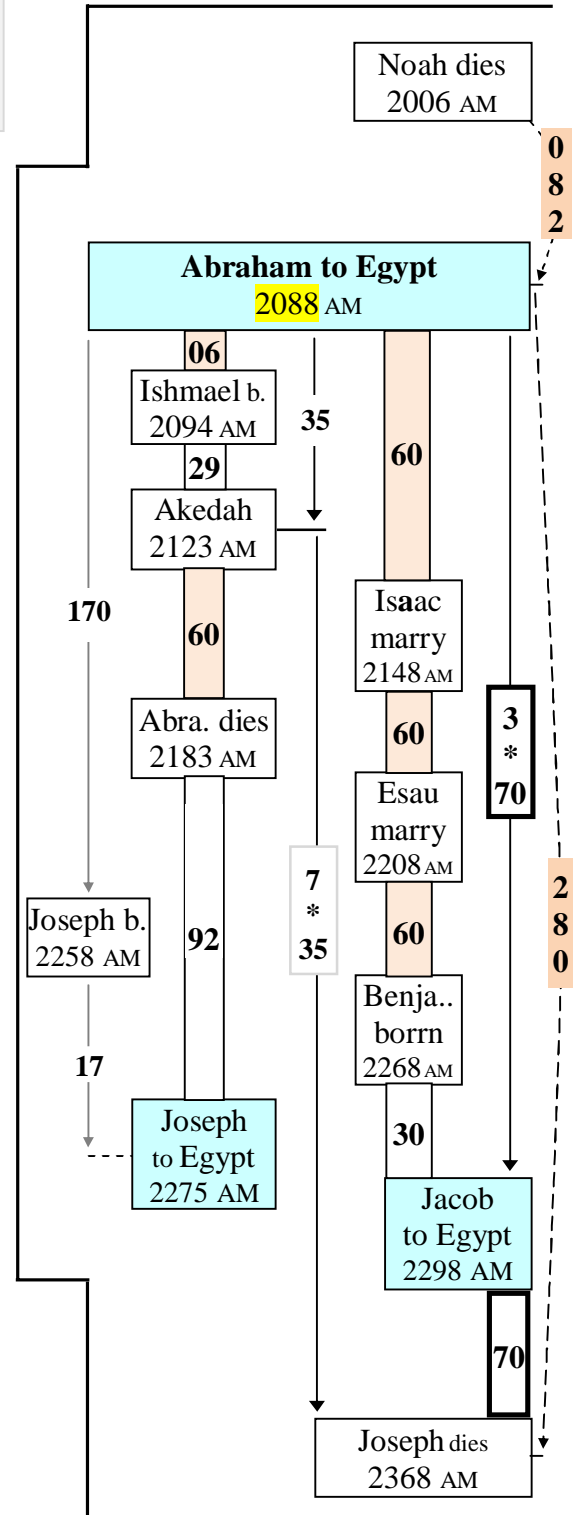 Noah dies
2006 AM
0
8
2
Abraham to Egypt
2088 AM
06
Ishmael b.
2094 AM
35
60
29
Akedah
2123 AM
170
60
Isaac
marry
2148 AM
Abra. dies
2183 AM
60
3
*
70
Esau
marry
2208 AM
7
*
35
2
8
0
Joseph b.
2258 AM
92
60
Benja..
borrn
2268 AM
17
Joseph
to Egypt
2275 AM
30
Jacob
to Egypt
2298 AM
70
Joseph dies
2368 AM